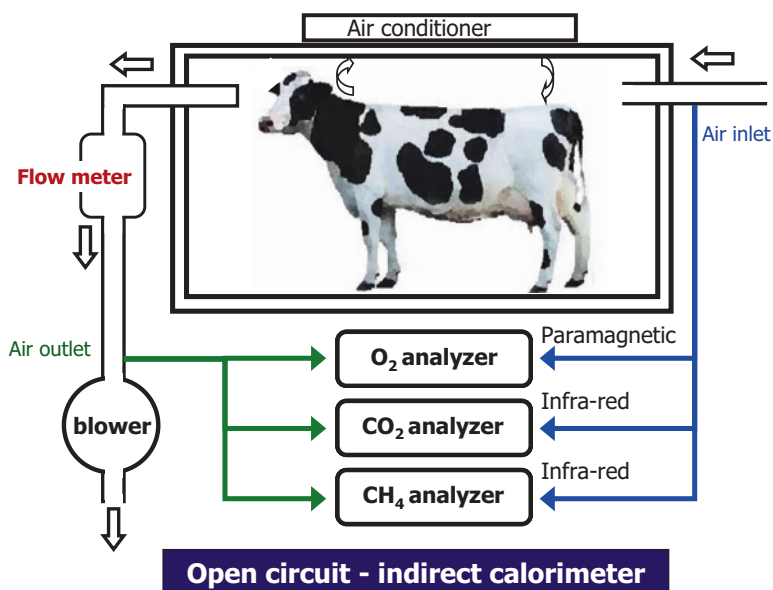 Air conditioner
Air inlet
Flow meter
Air outlet
Paramagnetic
O₂ analyzer
blower
Infra-red
CO₂ analyzer
Infra-red
CH₄ analyzer
Open circuit - indirect calorimeter